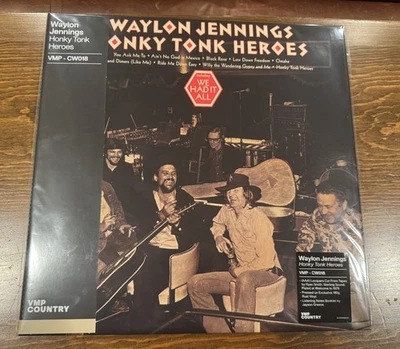 Waylon
Jennings
Honky Tonk
Heroes
VMP - CW018
VMP
COUNTRY
WAYLON JENNINGS
ONKY TONK HEROES
You Ask Me To • Ain't No God in Mexico • Black Rose • Low Down Freedom • Omaha
and Dimers (Like Me) • Ride Me Down Easy • Willy the Wandering Gypsy and Me • Honky Tonk Heroes
WE
HAD IT
ALL
Waylon Jennings
Honky Tonk Heroes
VMP - CW018
VMP
COUNTRY